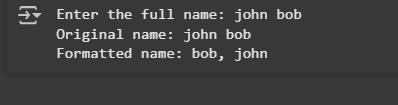 Enter the full name: john bob
Original name: john bob
Formatted name: bob, john